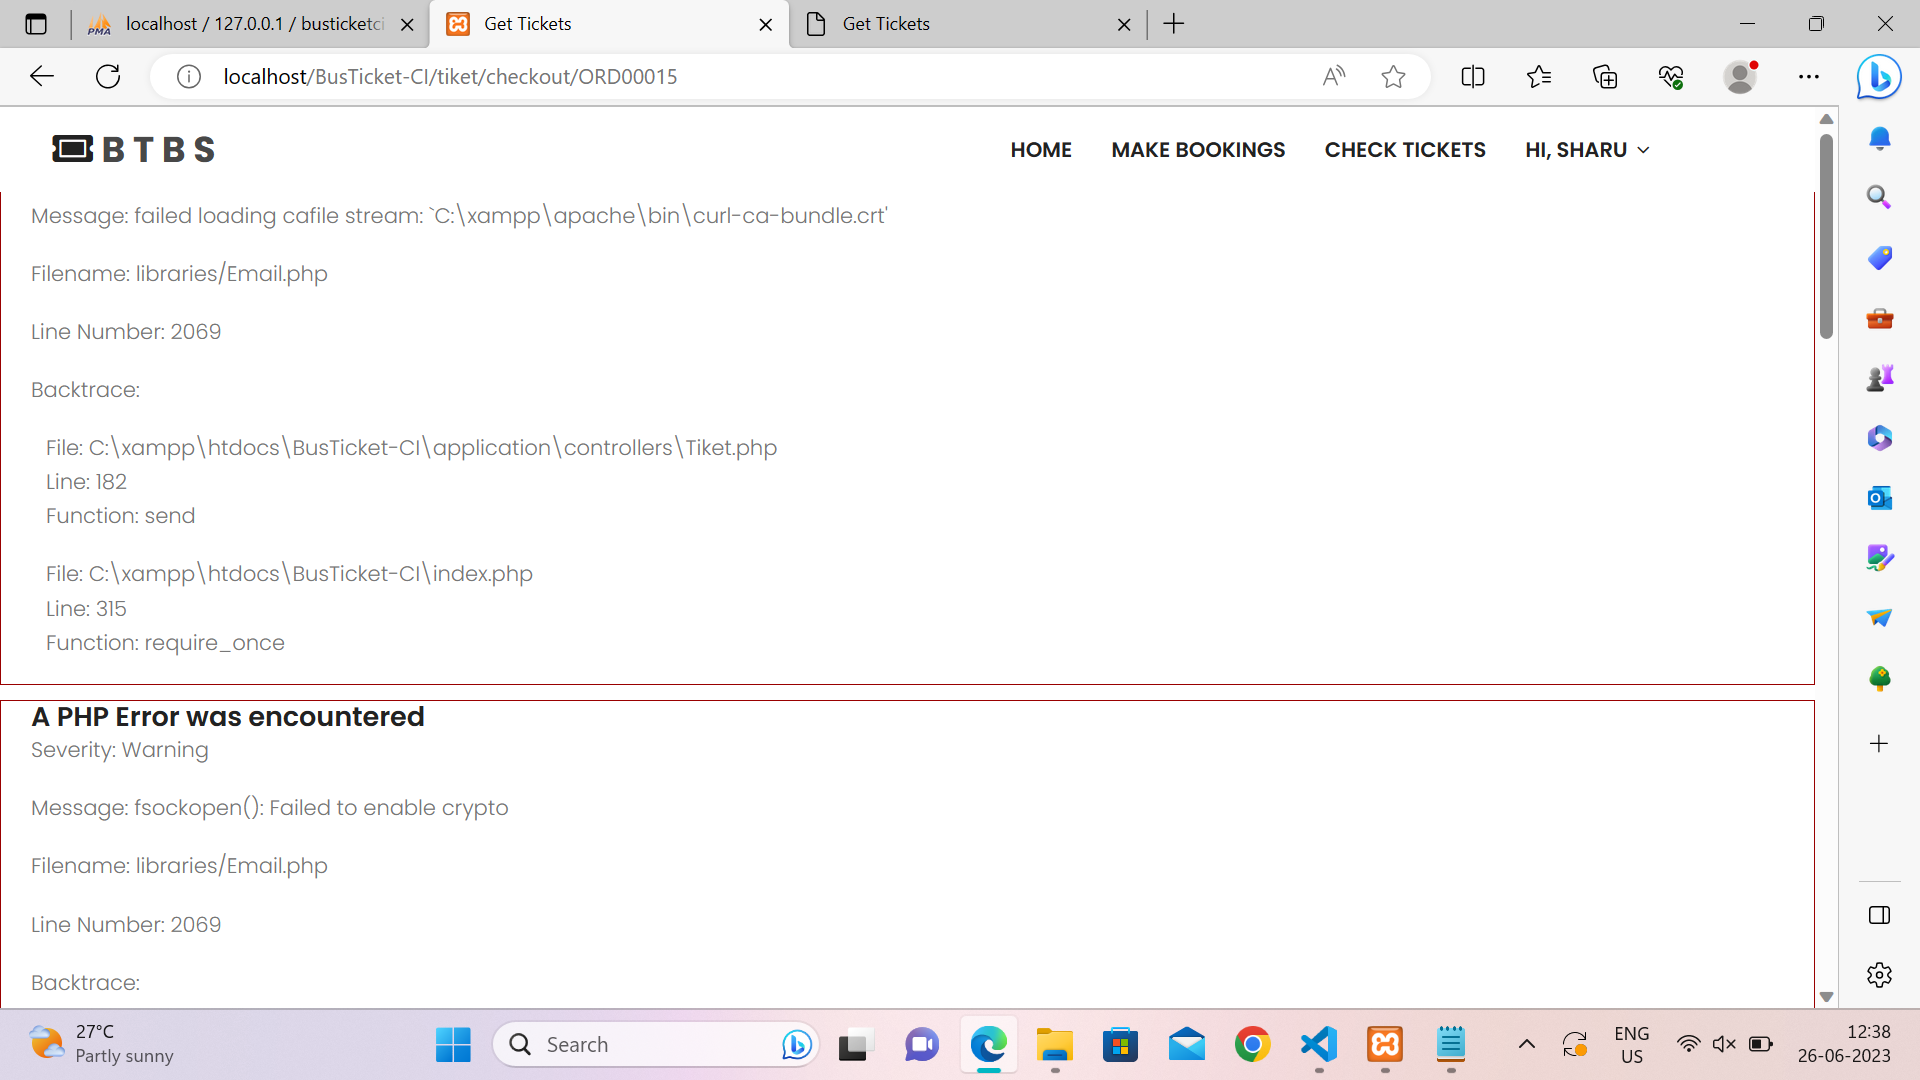 localhost / 127.0.0.1 / busticketci
Get Tickets
Get Tickets
localhost/BusTicket-CI/tiket/checkout/ORD00015
BTBS
HOME
MAKE BOOKINGS
CHECK TICKETS
HI, SHARU
Message: failed loading cafile stream: `C:\xampp\apache\bin\curl-ca-bundle.crt'
Filename: libraries/Email.php
Line Number: 2069
Backtrace:
File: C:\xampp\htdocs\BusTicket-CI\application\controllers\Tiket.php
Line: 182
Function: send
File: C:\xampp\htdocs\BusTicket-CI\index.php
Line: 315
Function: require_once
A PHP Error was encountered
Severity: Warning
Message: fsockopen(): Failed to enable crypto
Filename: libraries/Email.php
Line Number: 2069
Backtrace:
27°C
Partly sunny
Search
ENG
US
12:38
26-06-2023